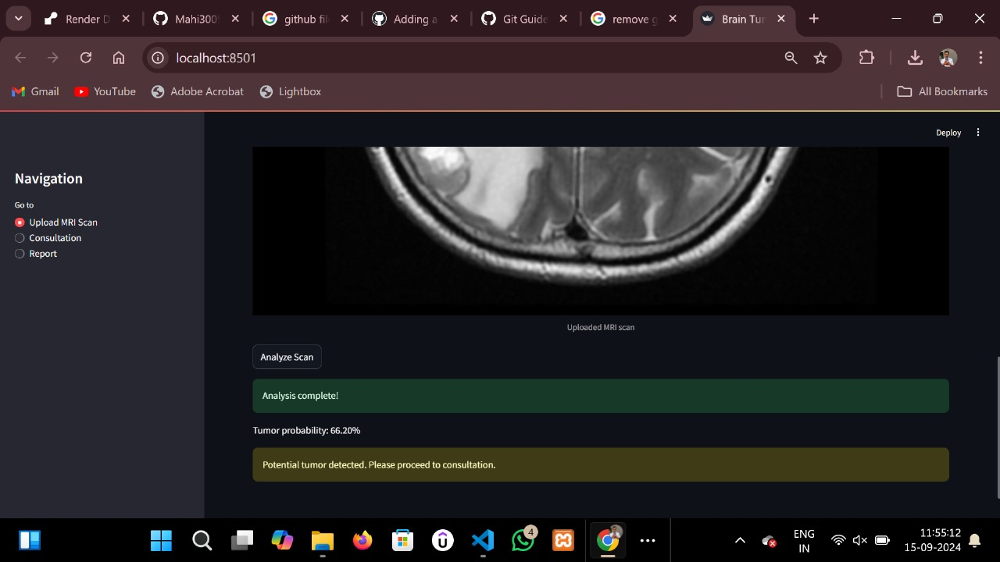 Render D
Mahi300
github fil
Adding a
Git Guide
remove g
Brain Tur
localhost:8501
Gmail
YouTube
Adobe Acrobat
Lightbox
All Bookmarks
Deploy
Navigation
Go to
Upload MRI Scan
Consultation
Report
Uploaded MRI scan
Analyze Scan
Analysis complete!
Tumor probability: 66.20%
Potential tumor detected. Please proceed to consultation.
4
ENG
IN
11:55:12
15-09-2024